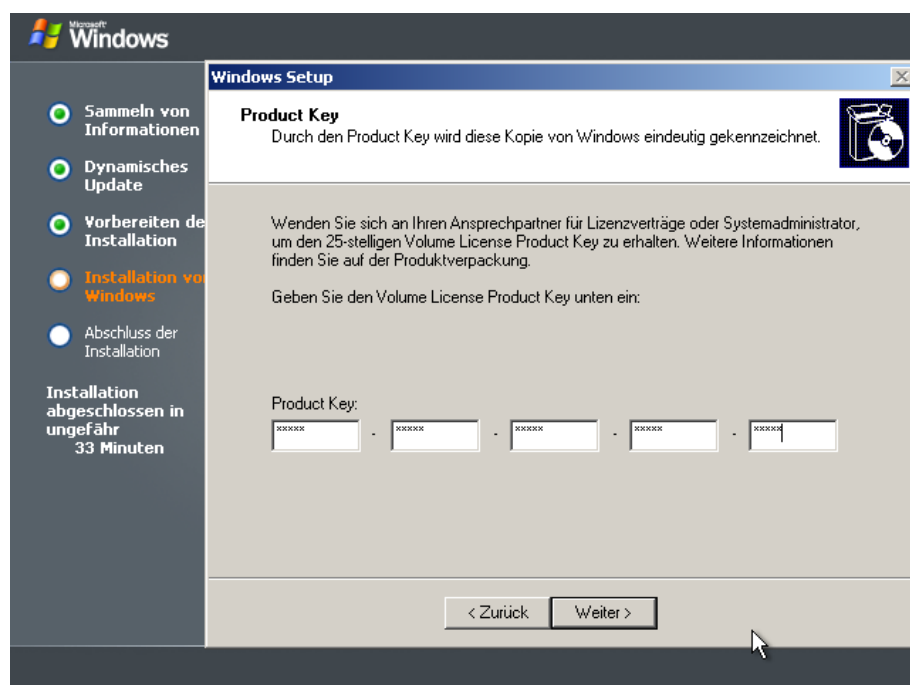 Microsoft
Windows
Sammeln von
Informationen
Dynamisches
Update
Vorbereiten de
Installation
Installation vo
Windows
Abschluss der
Installation
Installation
abgeschlossen in
ungefähr
33 Minuten
Windows Setup
Product Key
Durch den Product Key wird diese Kopie von Windows eindeutig gekennzeichnet.
Wenden Sie sich an Ihren Ansprechpartner für Lizenzverträge oder Systemadministrator,
um den 25-stelligen Volume License Product Key zu erhalten. Weitere Informationen
finden Sie auf der Produktverpackung.
Geben Sie den Volume License Product Key unten ein:
Product Key:
xxxxx - xxxxx - xxxxx - xxxxx - xxxxx
< Zurück Weiter >